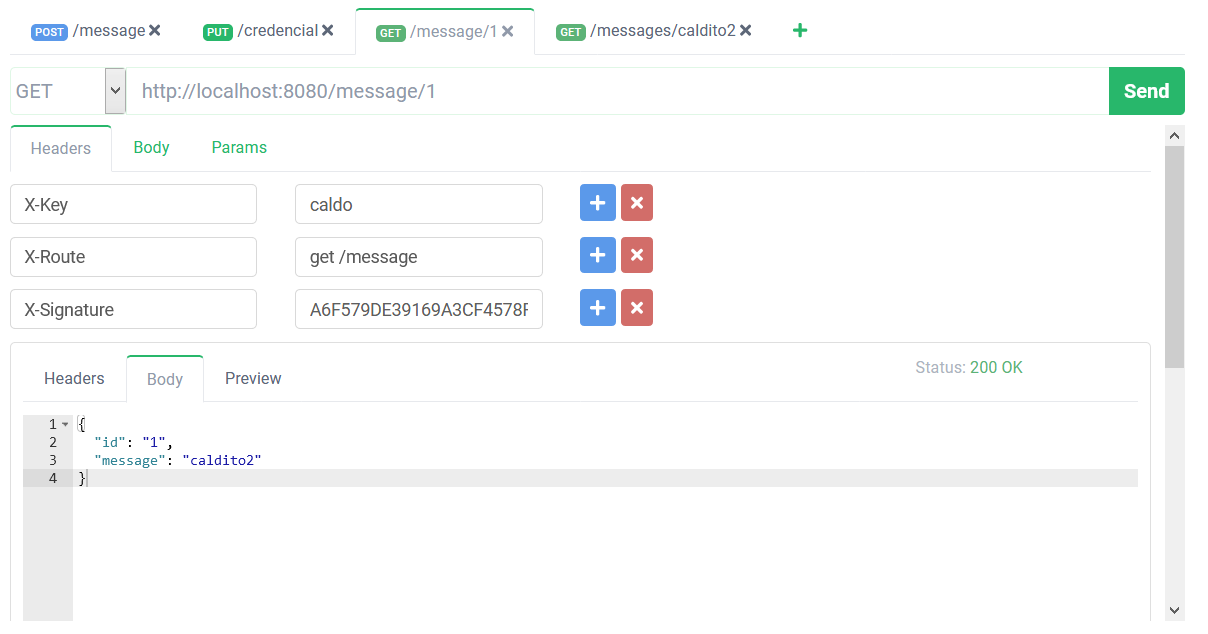 POST /message PUT /credencial GET /message/1 GET /messages/caldito2
GET http://localhost:8080/message/1 Send
Headers Body Params
X-Key caldo
X-Route get /message
X-Signature A6F579DE39169A3CF4578F
Headers Body Preview Status: 200 OK
1 {
2 "id": "1",
3 "message": "caldito2"
4 }